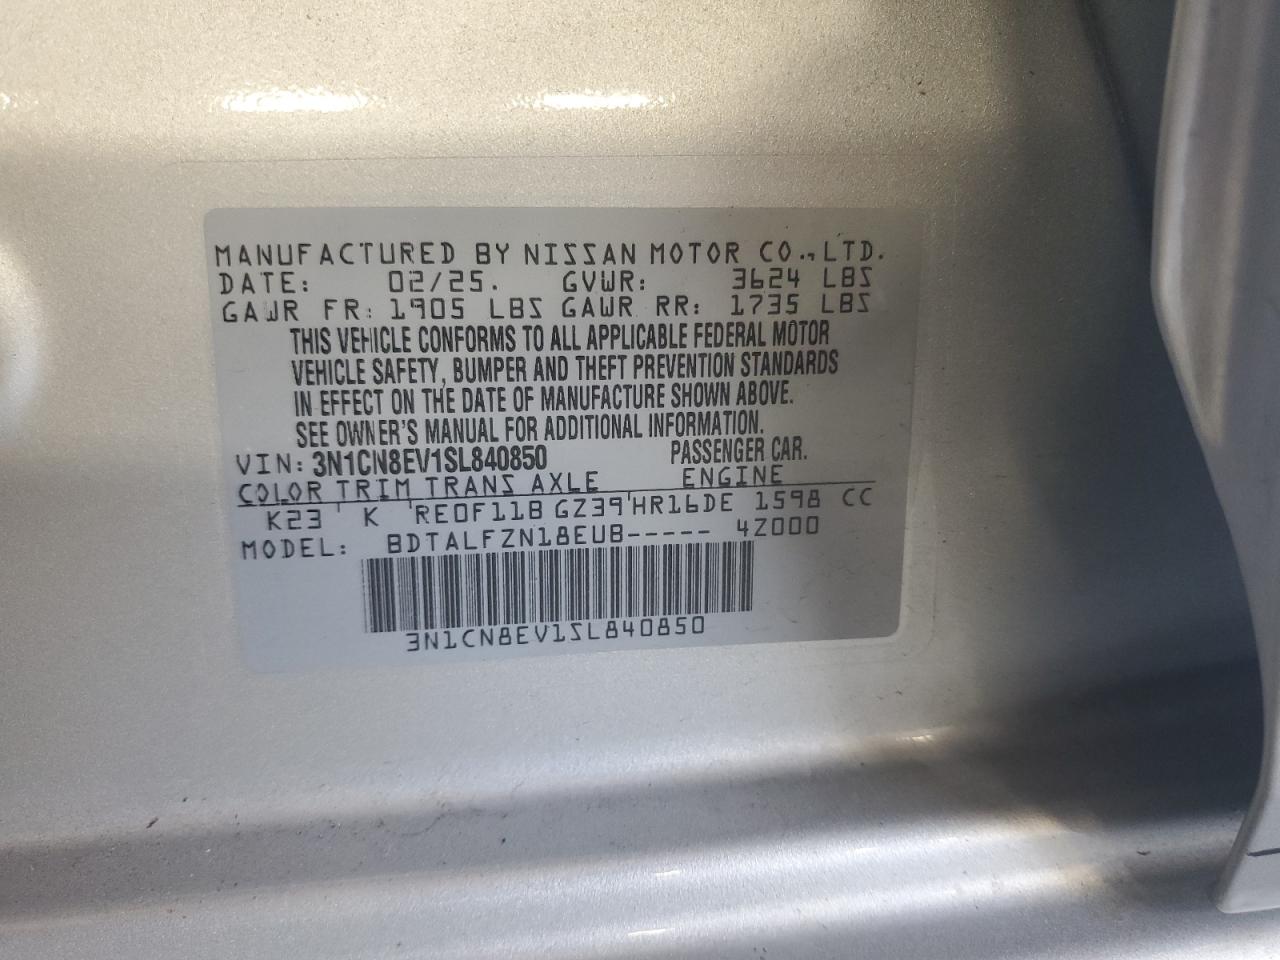 MANUFACTURED BY NISSAN MOTOR CO.,LTD.
DATE: 02/25. GVWR: 3624 LBS
GAWR FR: 1905 LBS GAWR RR: 1735 LBS
THIS VEHICLE CONFORMS TO ALL APPLICABLE FEDERAL MOTOR
VEHICLE SAFETY, BUMPER AND THEFT PREVENTION STANDARDS
IN EFFECT ON THE DATE OF MANUFACTURE SHOWN ABOVE.
SEE OWNER'S MANUAL FOR ADDITIONAL INFORMATION.
VIN: 3N1CN8EV1SL840850 PASSENGER CAR.
COLOR TRIM TRANS AXLE ENGINE
K23 K RE0F11B GZ39 HR16DE 1598 CC
MODEL: BDTALFZN18EUB----- 4Z000
3N1CN8EV1SL840850